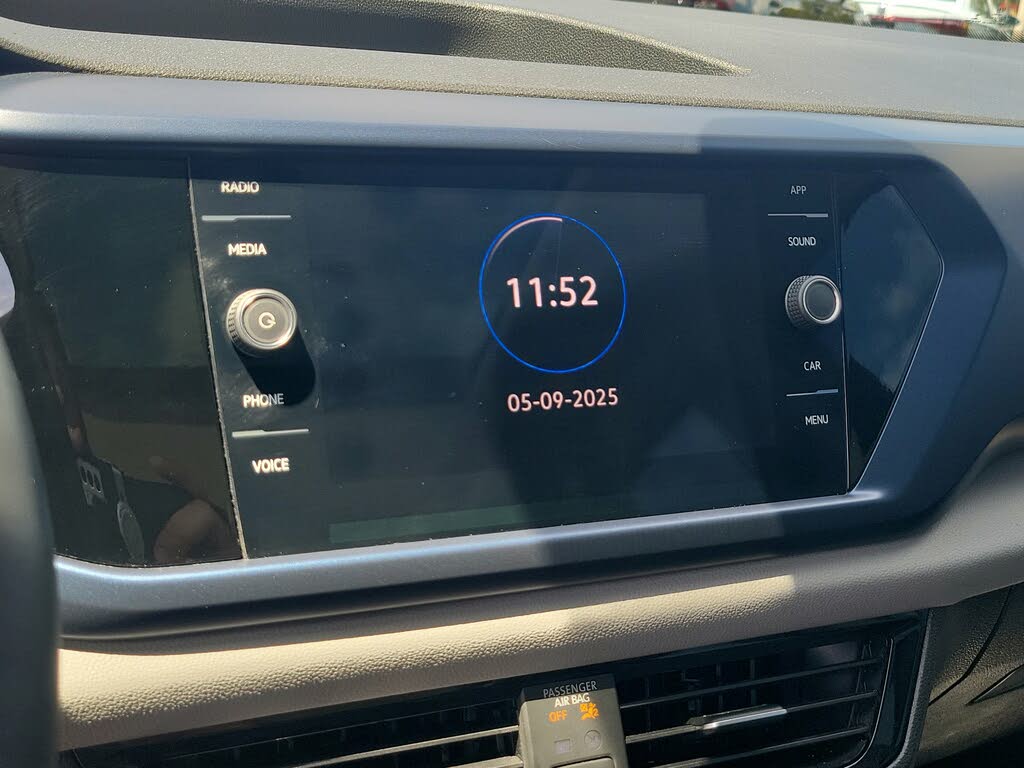 RADIO
MEDIA
PHONE
VOICE
11:52
05-09-2025
APP
SOUND
CAR
MENU
PASSENGER
AIR BAG
OFF